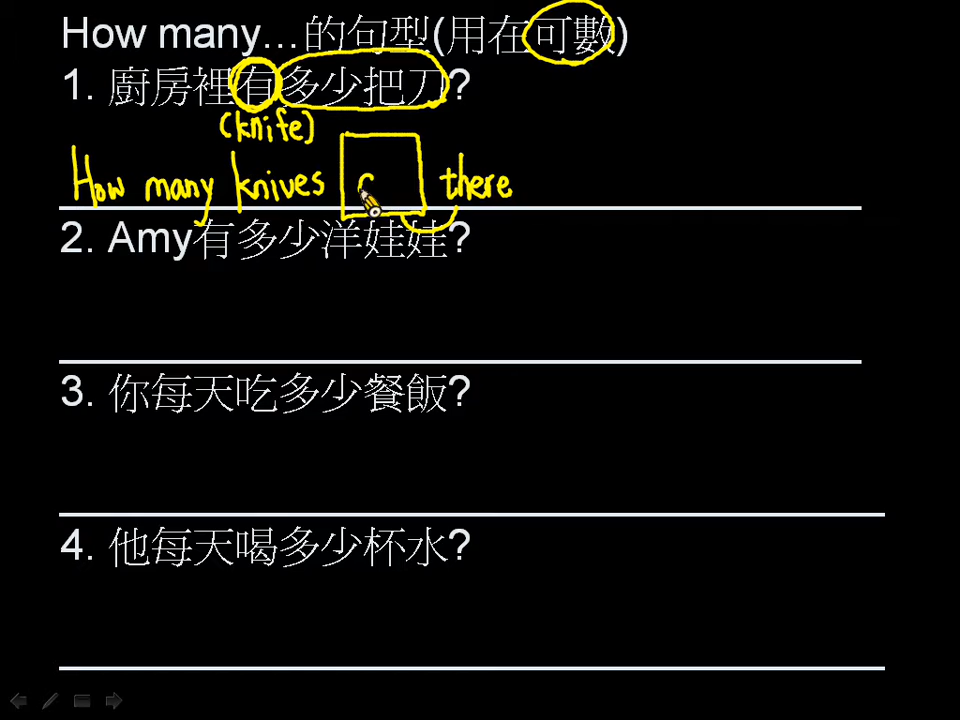 How many…的句型(用在可數)
1. 廚房裡有多少把刀?
(knife)
How many knives there
2. Amy有多少洋娃娃?
3. 你每天吃多少餐飯?
4. 他每天喝多少杯水?